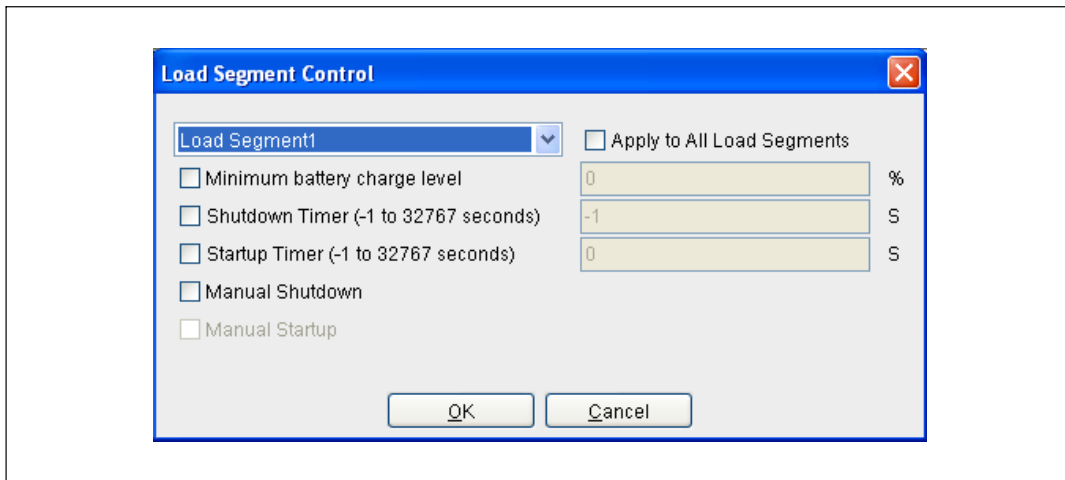 Load Segment Control
Load Segment1
Apply to All Load Segments
Minimum battery charge level
0
%
Shutdown Timer (-1 to 32767 seconds)
-1
S
Startup Timer (-1 to 32767 seconds)
0
S
Manual Shutdown
Manual Startup
OK
Cancel